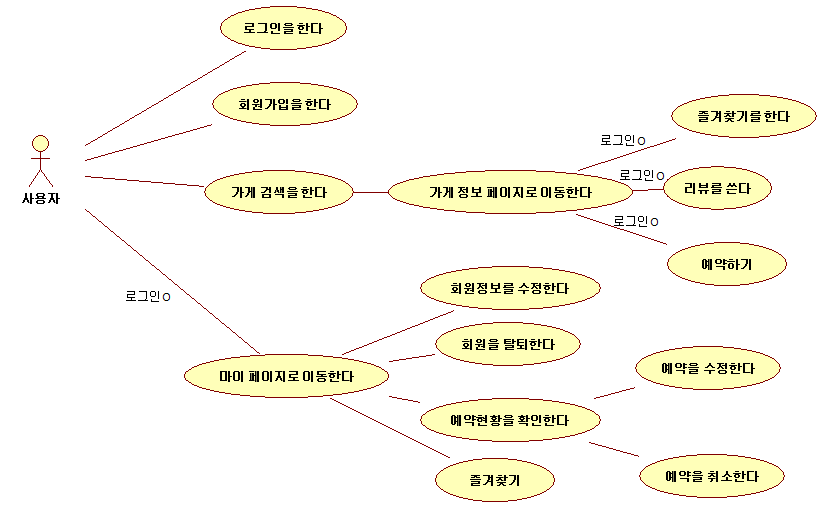 로그인을 한다
회원가입을 한다
즐겨찾기를 한다
로그인 O
로그인 O
가게 검색을 한다
가게 정보 페이지로 이동한다
리뷰를 쓴다
사용자
로그인 O
예약하기
로그인 O
회원정보를 수정한다
회원을 탈퇴한다
마이 페이지로 이동한다
예약을 수정한다
예약현황을 확인한다
즐겨찾기
예약을 취소한다